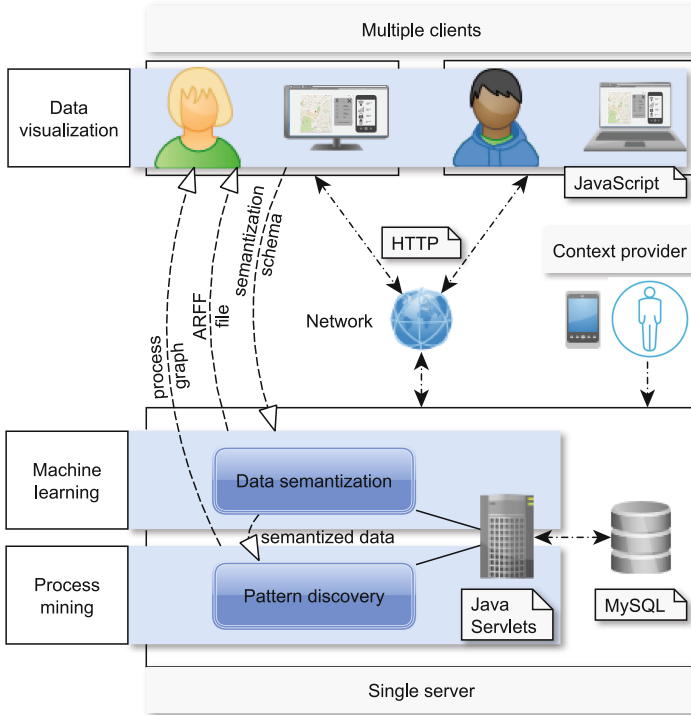 Multiple clients
Data
visualization
JavaScript
HTTP
Context provider
semantization
schema
ARFF
file
process
graph
Network
Machine
learning
Data semantization
semantized data
Process
mining
Pattern discovery
Java
Servlets
MySQL
Single server